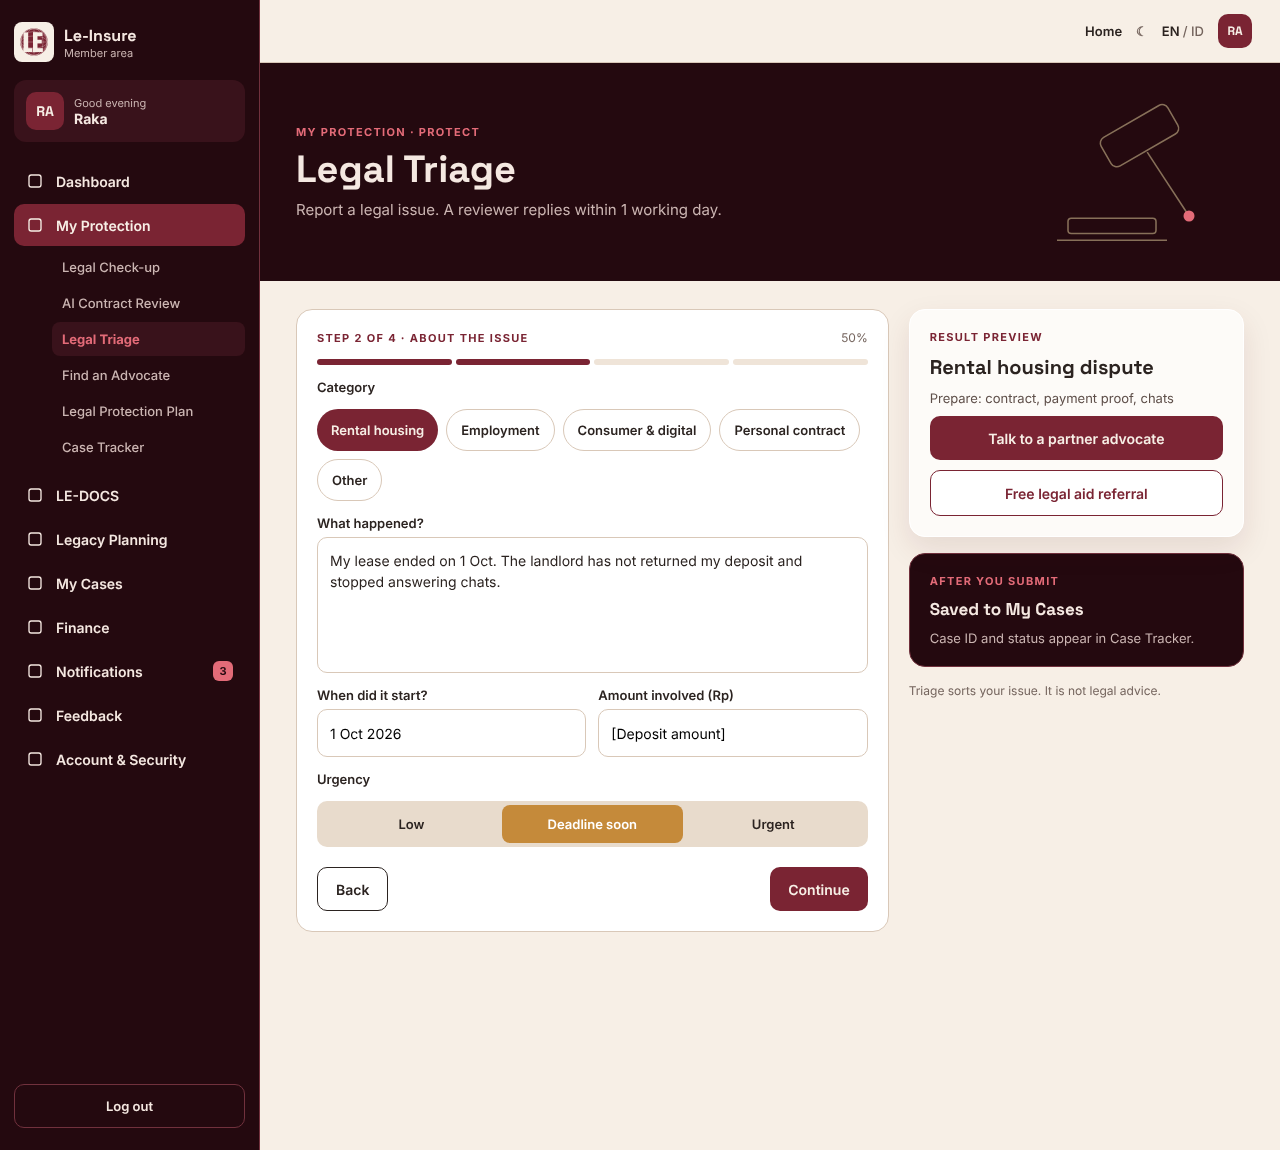 LE
Le-Insure
Member area
RA
Good evening
Raka
Dashboard
My Protection
Legal Check-up
AI Contract Review
Legal Triage
Find an Advocate
Legal Protection Plan
Case Tracker
LE-DOCS
Legacy Planning
My Cases
Finance
Notifications 3
Feedback
Account & Security
Log out
Home EN / ID RA
MY PROTECTION · PROTECT
Legal Triage
Report a legal issue. A reviewer replies within 1 working day.
STEP 2 OF 4 · ABOUT THE ISSUE 50%
Category
Rental housing Employment Consumer & digital Personal contract
Other
What happened?
My lease ended on 1 Oct. The landlord has not returned my deposit and
stopped answering chats.
When did it start? Amount involved (Rp)
1 Oct 2026 [Deposit amount]
Urgency
Low Deadline soon Urgent
Back Continue
RESULT PREVIEW
Rental housing dispute
Prepare: contract, payment proof, chats
Talk to a partner advocate
Free legal aid referral
AFTER YOU SUBMIT
Saved to My Cases
Case ID and status appear in Case Tracker.
Triage sorts your issue. It is not legal advice.